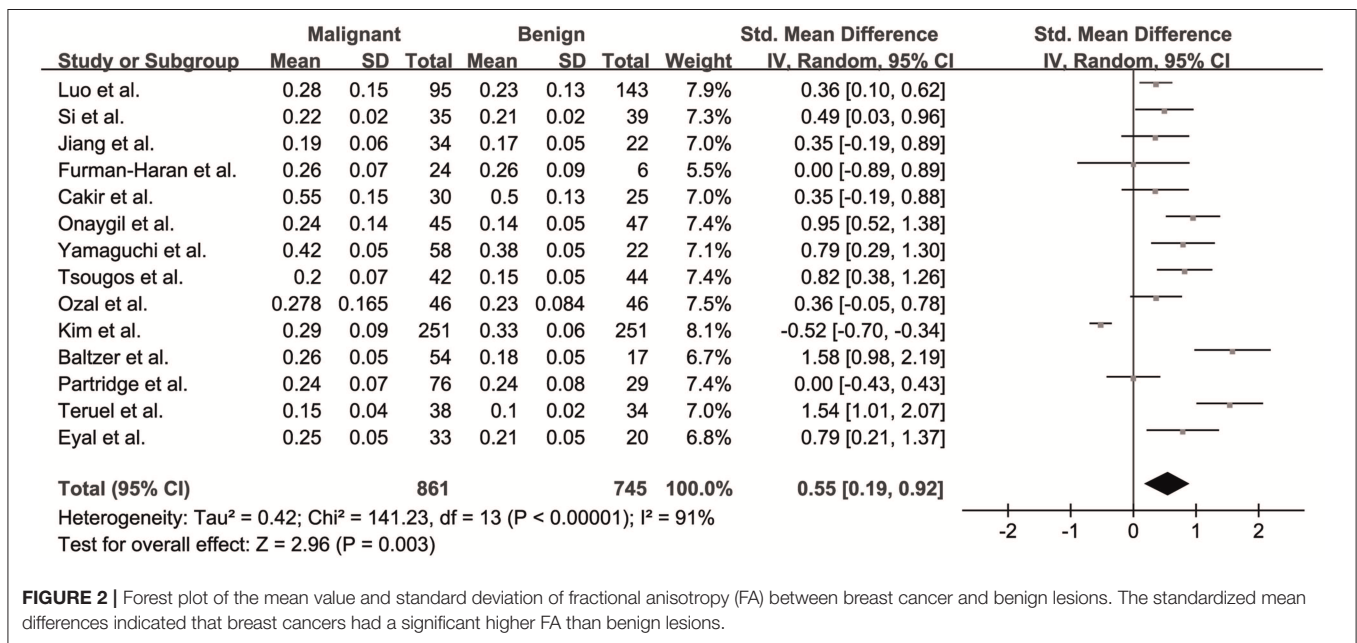 Malignant Benign Std. Mean Difference Std. Mean Difference
Study or Subgroup Mean SD Total Mean SD Total Weight IV, Random, 95% CI IV, Random, 95% CI
Luo et al. 0.28 0.15 95 0.23 0.13 143 7.9% 0.36 [0.10, 0.62]
Si et al. 0.22 0.02 35 0.21 0.02 39 7.3% 0.49 [0.03, 0.96]
Jiang et al. 0.19 0.06 34 0.17 0.05 22 7.0% 0.35 [-0.19, 0.89]
Furman-Haran et al. 0.26 0.07 24 0.26 0.09 6 5.5% 0.00 [-0.89, 0.89]
Cakir et al. 0.55 0.15 30 0.5 0.13 25 7.0% 0.35 [-0.19, 0.88]
Onaygil et al. 0.24 0.14 45 0.14 0.05 47 7.4% 0.95 [0.52, 1.38]
Yamaguchi et al. 0.42 0.05 58 0.38 0.05 22 7.1% 0.79 [0.29, 1.30]
Tsougos et al. 0.2 0.07 42 0.15 0.05 44 7.4% 0.82 [0.38, 1.26]
Ozal et al. 0.278 0.165 46 0.23 0.084 46 7.5% 0.36 [-0.05, 0.78]
Kim et al. 0.29 0.09 251 0.33 0.06 251 8.1% -0.52 [-0.70, -0.34]
Baltzer et al. 0.26 0.05 54 0.18 0.05 17 6.7% 1.58 [0.98, 2.19]
Partridge et al. 0.24 0.07 76 0.24 0.08 29 7.4% 0.00 [-0.43, 0.43]
Teruel et al. 0.15 0.04 38 0.1 0.02 34 7.0% 1.54 [1.01, 2.07]
Eyal et al. 0.25 0.05 33 0.21 0.05 20 6.8% 0.79 [0.21, 1.37]
Total (95% CI) 861 745 100.0% 0.55 [0.19, 0.92]
Heterogeneity: Tau² = 0.42; Chi² = 141.23, df = 13 (P < 0.00001); I² = 91%
Test for overall effect: Z = 2.96 (P = 0.003)
-2 -1 0 1 2
FIGURE 2 | Forest plot of the mean value and standard deviation of fractional anisotropy (FA) between breast cancer and benign lesions. The standardized mean
differences indicated that breast cancers had a significant higher FA than benign lesions.